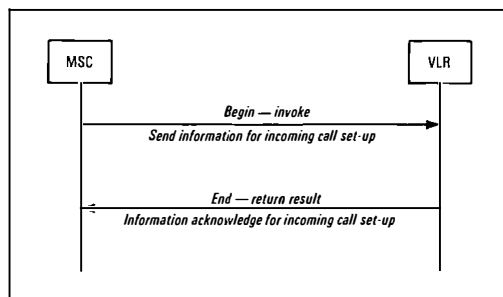 MSC
VLR
Begin — invoke
Send information for incoming call set-up
End — return result
Information acknowledge for incoming call set-up